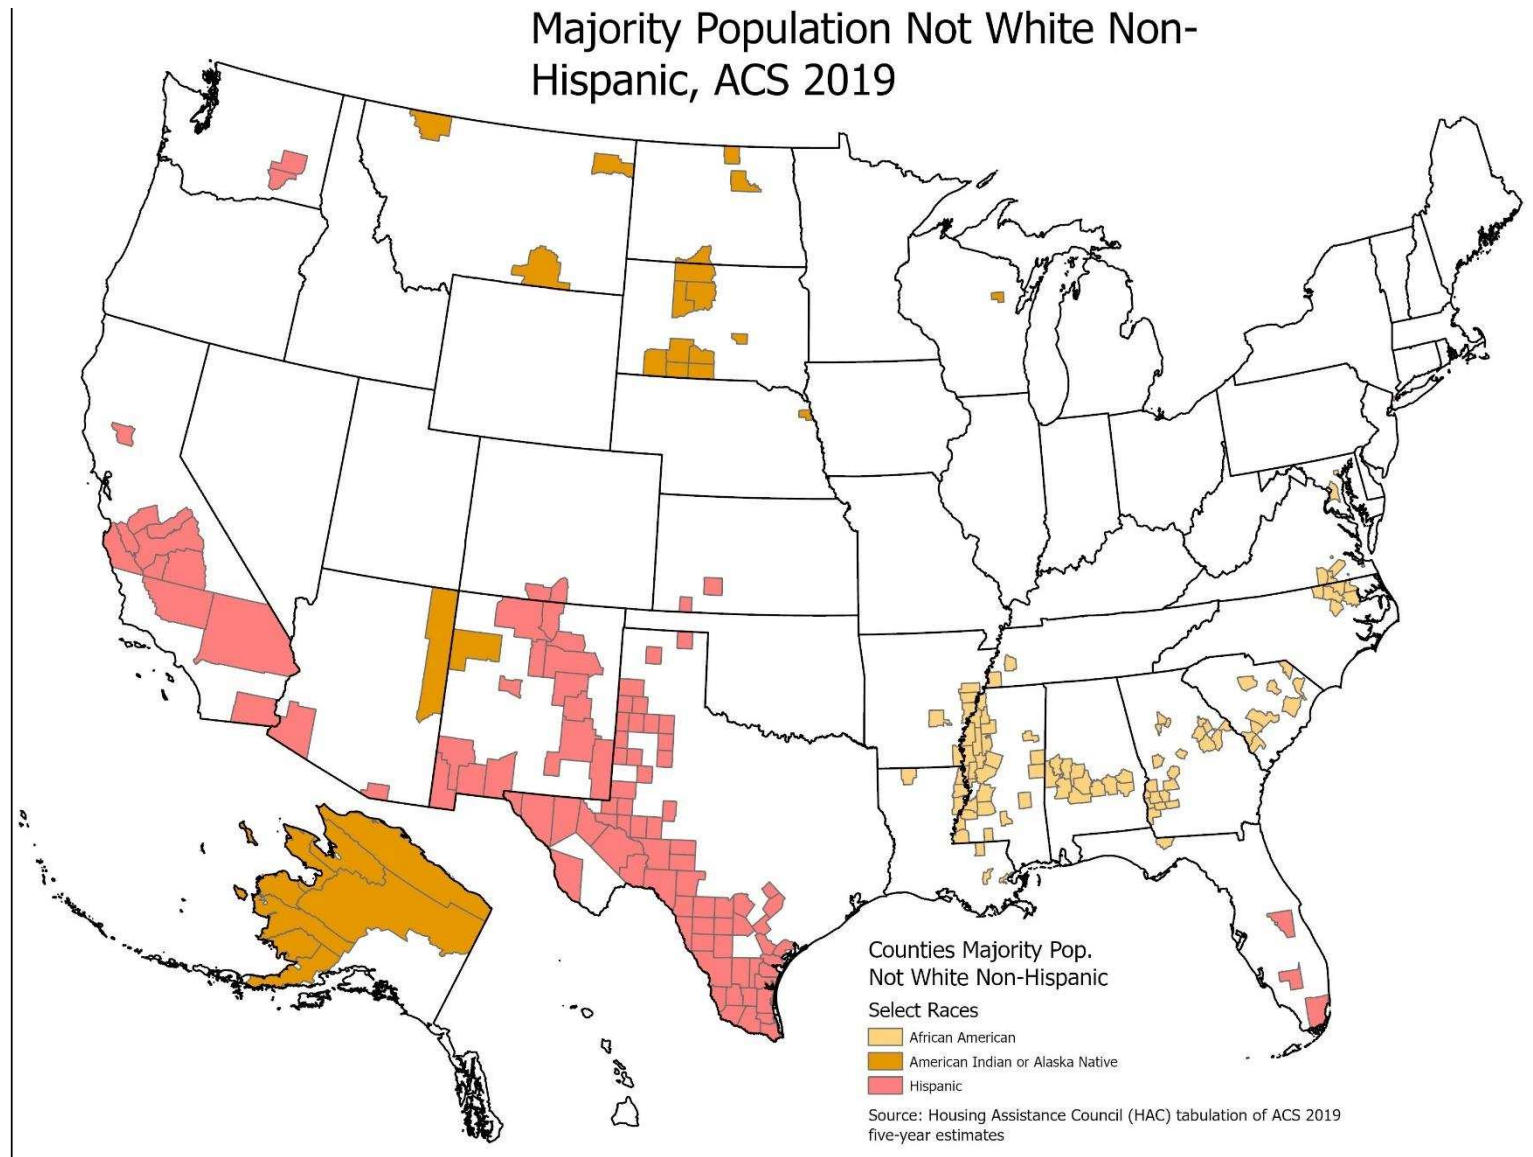 Majority Population Not White Non-
Hispanic, ACS 2019
Counties Majority Pop.
Not White Non-Hispanic
Select Races
African American
American Indian or Alaska Native
Hispanic
Source: Housing Assistance Council (HAC) tabulation of ACS 2019
five-year estimates